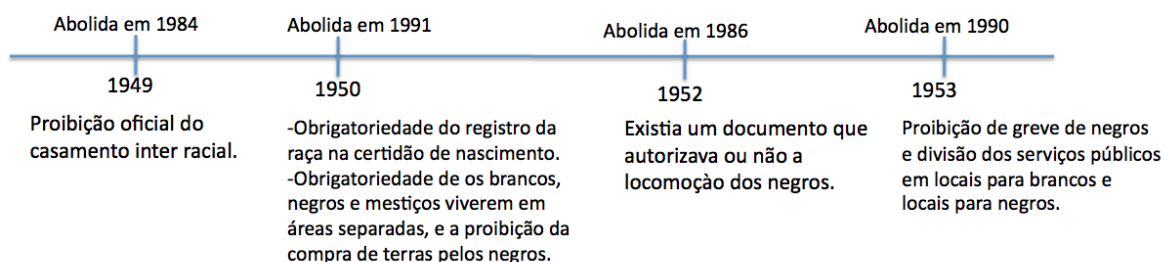 Abolida em 1984
Abolida em 1991
Abolida em 1986
Abolida em 1990
1949
Proibição oficial do
casamento inter racial.
1950
-Obrigatoriedade do registro da
raça na certidão de nascimento.
-Obrigatoriedade de os brancos,
negros e mestiços viverem em
áreas separadas, e a proibição da
compra de terras pelos negros.
1952
Existia um documento que
autorizava ou não a
locomoçào dos negros.
1953
Proibição de greve de negros
e divisão dos serviços públicos
em locais para brancos e
locais para negros.